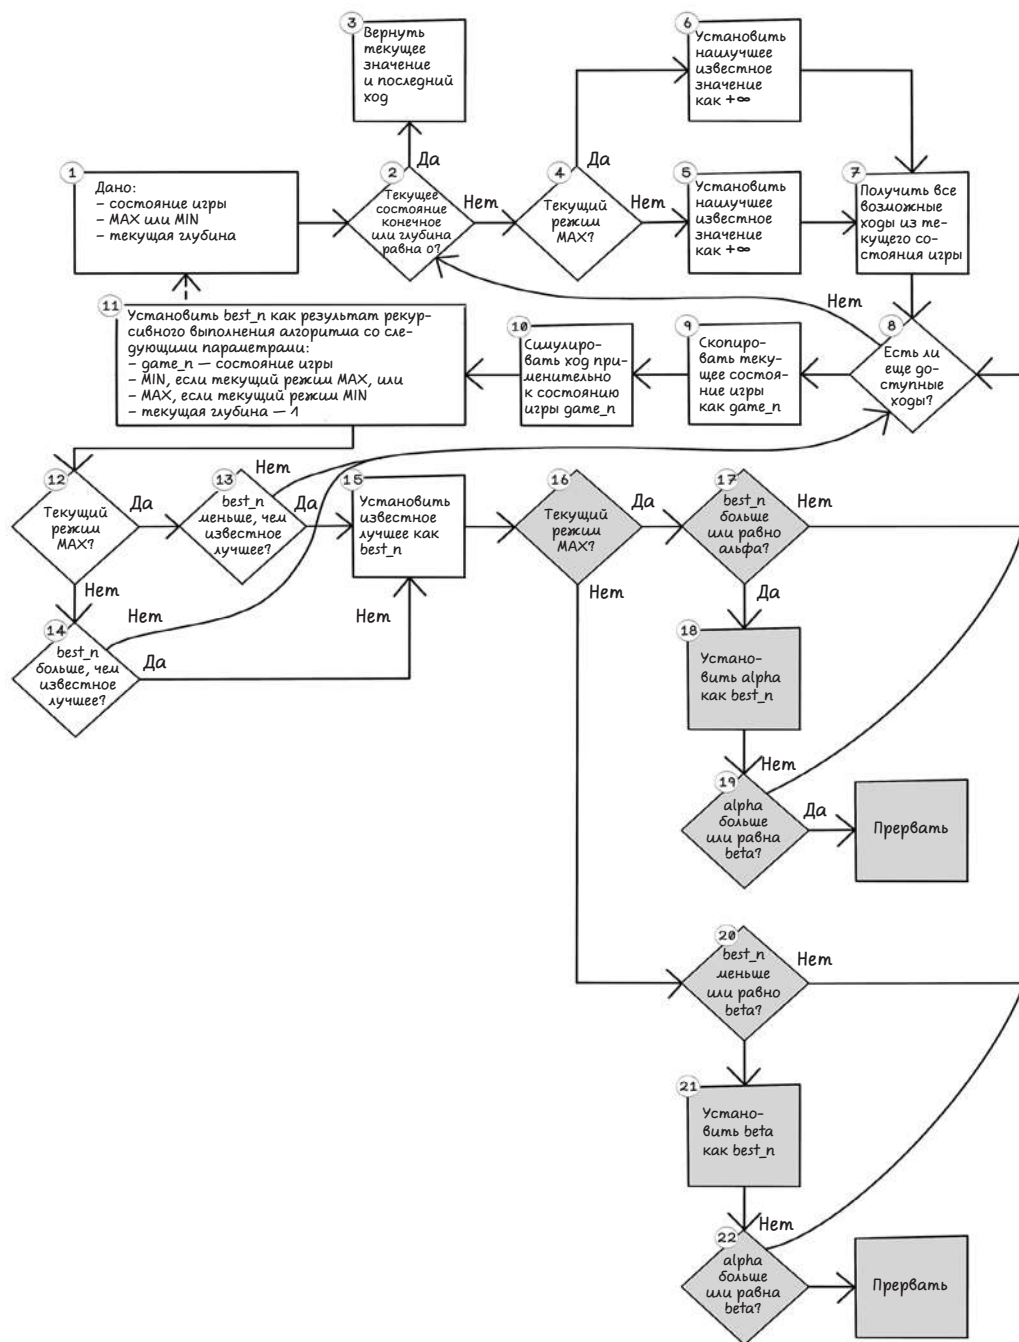 3
Вернуть
текущее
значение
и последний
ход
6
Установить
наилучшее
известное
значение
как +∞
Да
Да
1
Дано:
– состояние игры
– MAX или MIN
– текущая глубина
2
Текущее
состояние
конечное
или глубина
равна 0?
Нет
4
Текущий
режим
MAX?
Нет
5
Установить
наилучшее
известное
значение
как +∞
7
Получить все
возможные
ходы из те-
кущего со-
стояния игры
Нет
11
Установить best_n как результат рекур-
сивного выполнения алгоритма со сле-
дующими параметрами:
– game_n — состояние игры
– MIN, если текущий режим MAX, или
– MAX, если текущий режим MIN
– текущая глубина — 1
10
Симулиро-
вать ход при-
менительно
к состоянию
игры game_n
9
Скопиро-
вать теку-
щее состоя-
ние игры
как game_n
8
Есть ли
еще до-
ступные
ходы?
12
Текущий
режим
MAX?
Да
13
best_n
меньше, чем
известное
лучшее?
Нет
Да
15
Установить
известное
лучшее как
best_n
16
Текущий
режим
MAX?
Да
17
best_n
больше
или равно
альфа?
Нет
Нет
Нет
Нет
Нет
Да
14
best_n
больше, чем
известное
лучшее?
Да
18
Устано-
вить alpha
как best_n
Нет
19
alpha
больше
или равна
beta?
Да
Прервать
20
best_n
меньше
или равно
beta?
Нет
21
Устано-
вить beta
как best_n
Нет
22
alpha
больше
или равна
beta?
Прервать